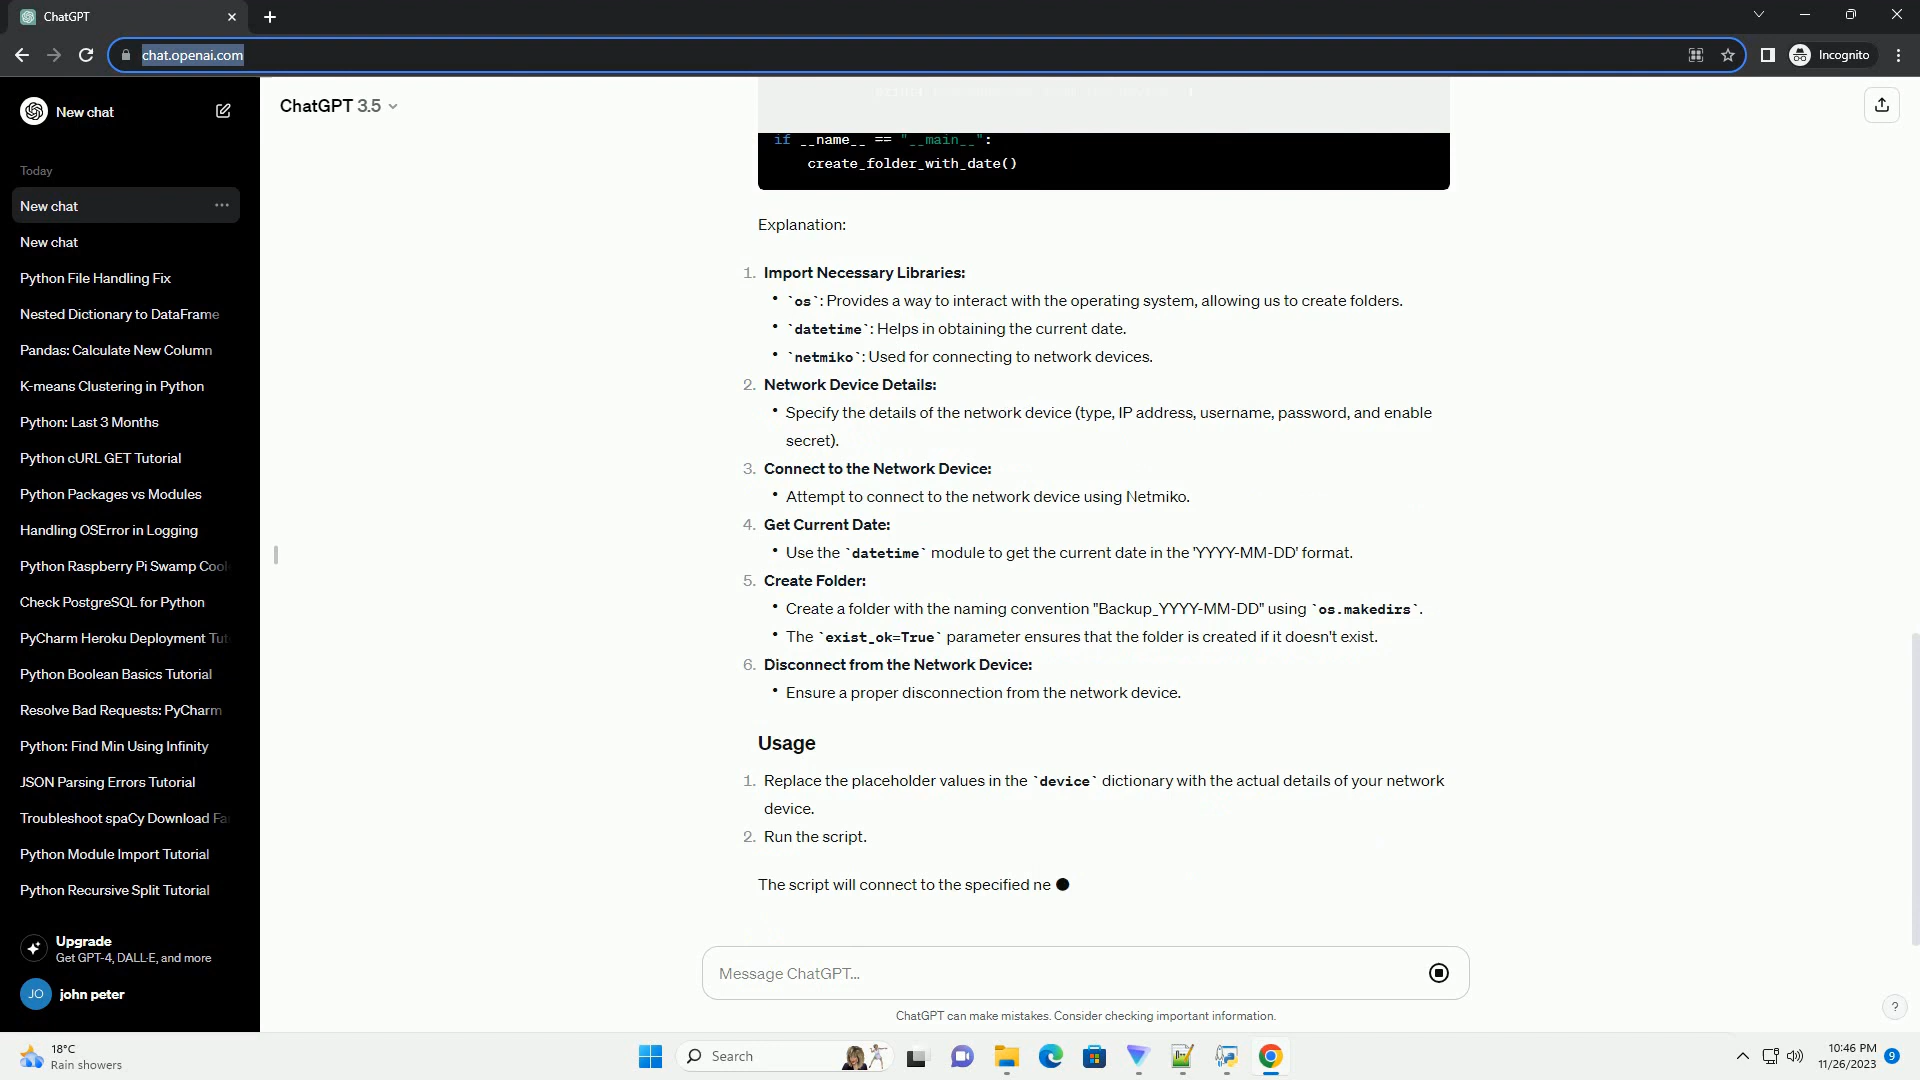 ChatGPT
chat.openai.com
Incognito
New chat
Today
New chat
New chat
Python File Handling Fix
Nested Dictionary to DataFrame
Pandas: Calculate New Column
K-means Clustering in Python
Python: Last 3 Months
Python cURL GET Tutorial
Python Packages vs Modules
Handling OSError in Logging
Python Raspberry Pi Swamp Cool
Check PostgreSQL for Python
PyCharm Heroku Deployment Tut
Python Boolean Basics Tutorial
Resolve Bad Requests: PyCharm
Python: Find Min Using Infinity
JSON Parsing Errors Tutorial
Troubleshoot spaCy Download Fa
Python Module Import Tutorial
Python Recursive Split Tutorial
Upgrade
Get GPT-4, DALL·E, and more
JO john peter
ChatGPT 3.5
if __name__ == "__main__":
create_folder_with_date()
Explanation:
1. Import Necessary Libraries:
• `os`: Provides a way to interact with the operating system, allowing us to create folders.
• `datetime`: Helps in obtaining the current date.
• `netmiko`: Used for connecting to network devices.
2. Network Device Details:
• Specify the details of the network device (type, IP address, username, password, and enable
secret).
3. Connect to the Network Device:
• Attempt to connect to the network device using Netmiko.
4. Get Current Date:
• Use the `datetime` module to get the current date in the 'YYYY-MM-DD' format.
5. Create Folder:
• Create a folder with the naming convention "Backup_YYYY-MM-DD" using `os.makedirs`.
• The `exist_ok=True` parameter ensures that the folder is created if it doesn't exist.
6. Disconnect from the Network Device:
• Ensure a proper disconnection from the network device.
Usage
1. Replace the placeholder values in the `device` dictionary with the actual details of your network
device.
2. Run the script.
The script will connect to the specified ne
Message ChatGPT...
ChatGPT can make mistakes. Consider checking important information.
?
18°C
Rain showers
Search
10:46 PM
11/26/2023
9